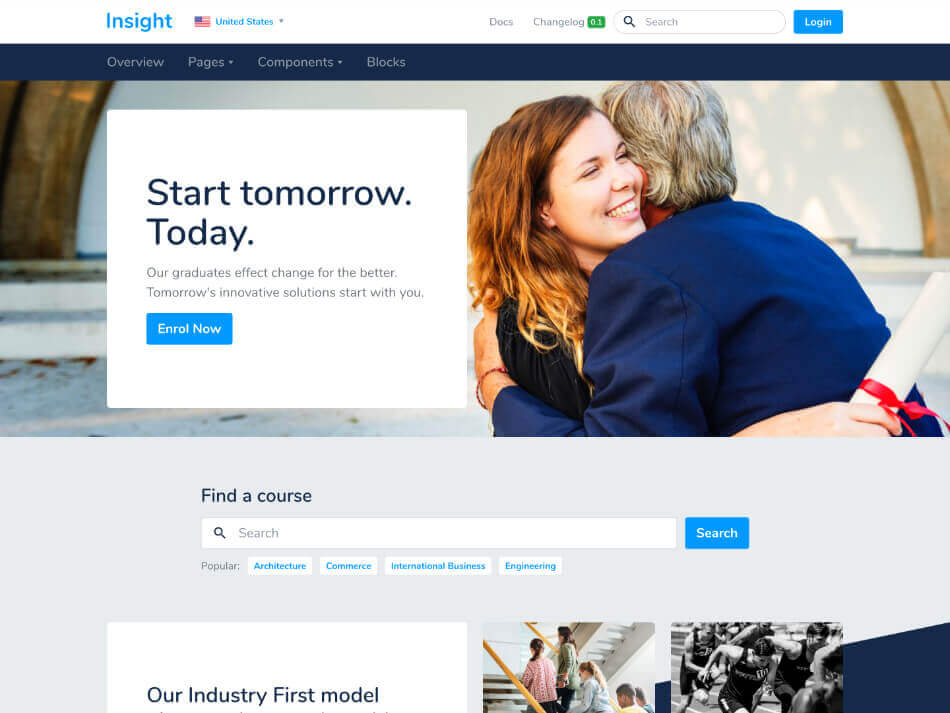 Insight
United States
Docs
Changelog 0.1
Search
Login
Overview
Pages
Components
Blocks
Start tomorrow.
Today.
Our graduates effect change for the better.
Tomorrow's innovative solutions start with you.
Enrol Now
Find a course
Search
Search
Popular:
Architecture
Commerce
International Business
Engineering
Our Industry First model